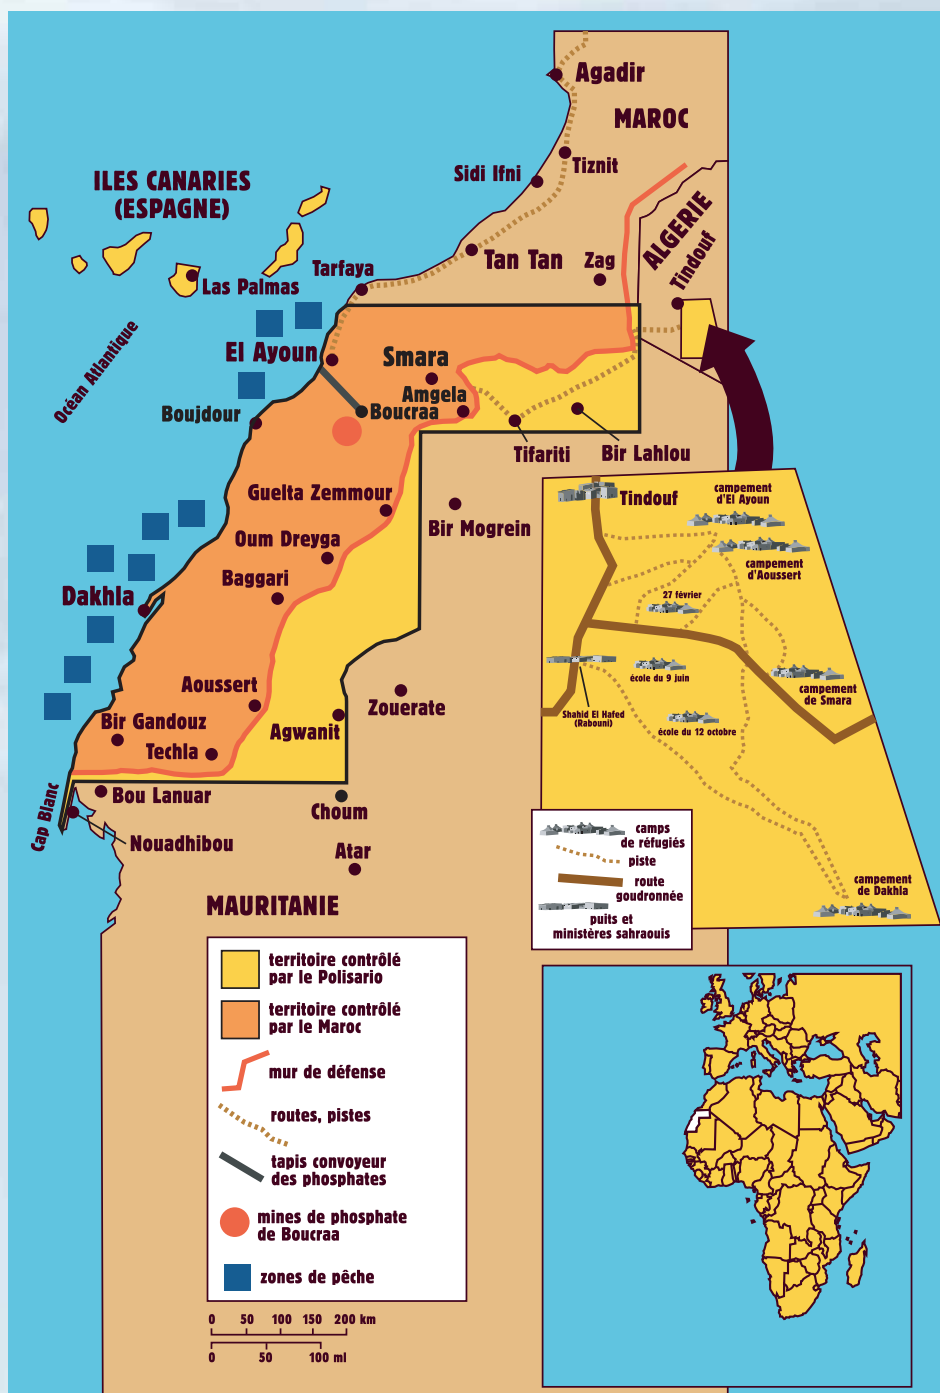 Agadir
MAROC
Tiznit
Sidi Ifni
ILES CANARIES
(ESPAGNE)
ALGERIE
Tindouf
Tan Tan
Zag
Tarfaya
Las Palmas
Océan Atlantique
El Ayoun
Smara
Amgela
Boujdour
Boucraa
Tifariti
Bir Lahlou
Guelta Zemmour
Bir Mogrein
Oum Dreyga
Baggari
Dakhla
Aoussert
Zouerate
Bir Gandouz
Agwanit
Techla
Cap Blanc
Bou Lanuar
Choum
Nouadhibou
Atar
MAURITANIE
Tindouf
campement
d'El Ayoun
campement
d'Aoussert
27 février
école du 9 juin
campement
de Smara
Shahid El Hafed
(Rabouni)
école du 12 octobre
campement
de Dakhla
camps
de réfugiés
piste
route
goudronnée
puits et
ministères sahraouis
territoire contrôlé
par le Polisario
territoire contrôlé
par le Maroc
mur de défense
routes, pistes
tapis convoyeur
des phosphates
mines de phosphate
de Boucraa
zones de pêche
0 50 100 150 200 km
0 50 100 ml